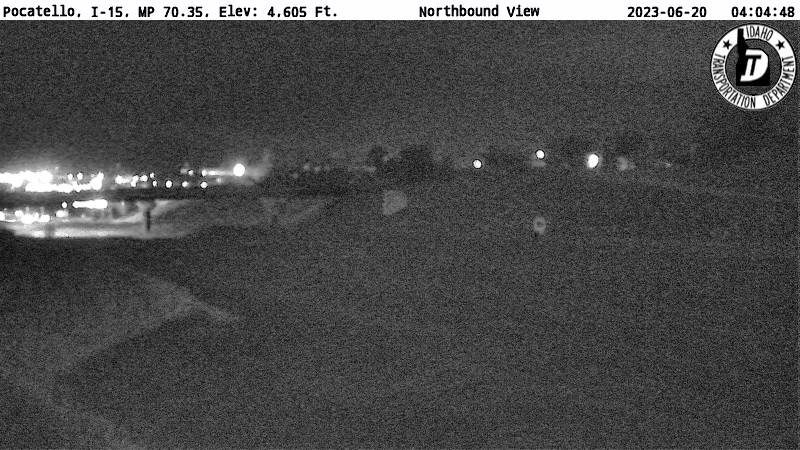 Pocatello, I-15, MP 70.35, Elev: 4,605 Ft. Northbound View 2023-06-20 04:04:48
IDAHO
TRANSPORTATION DEPARTMENT